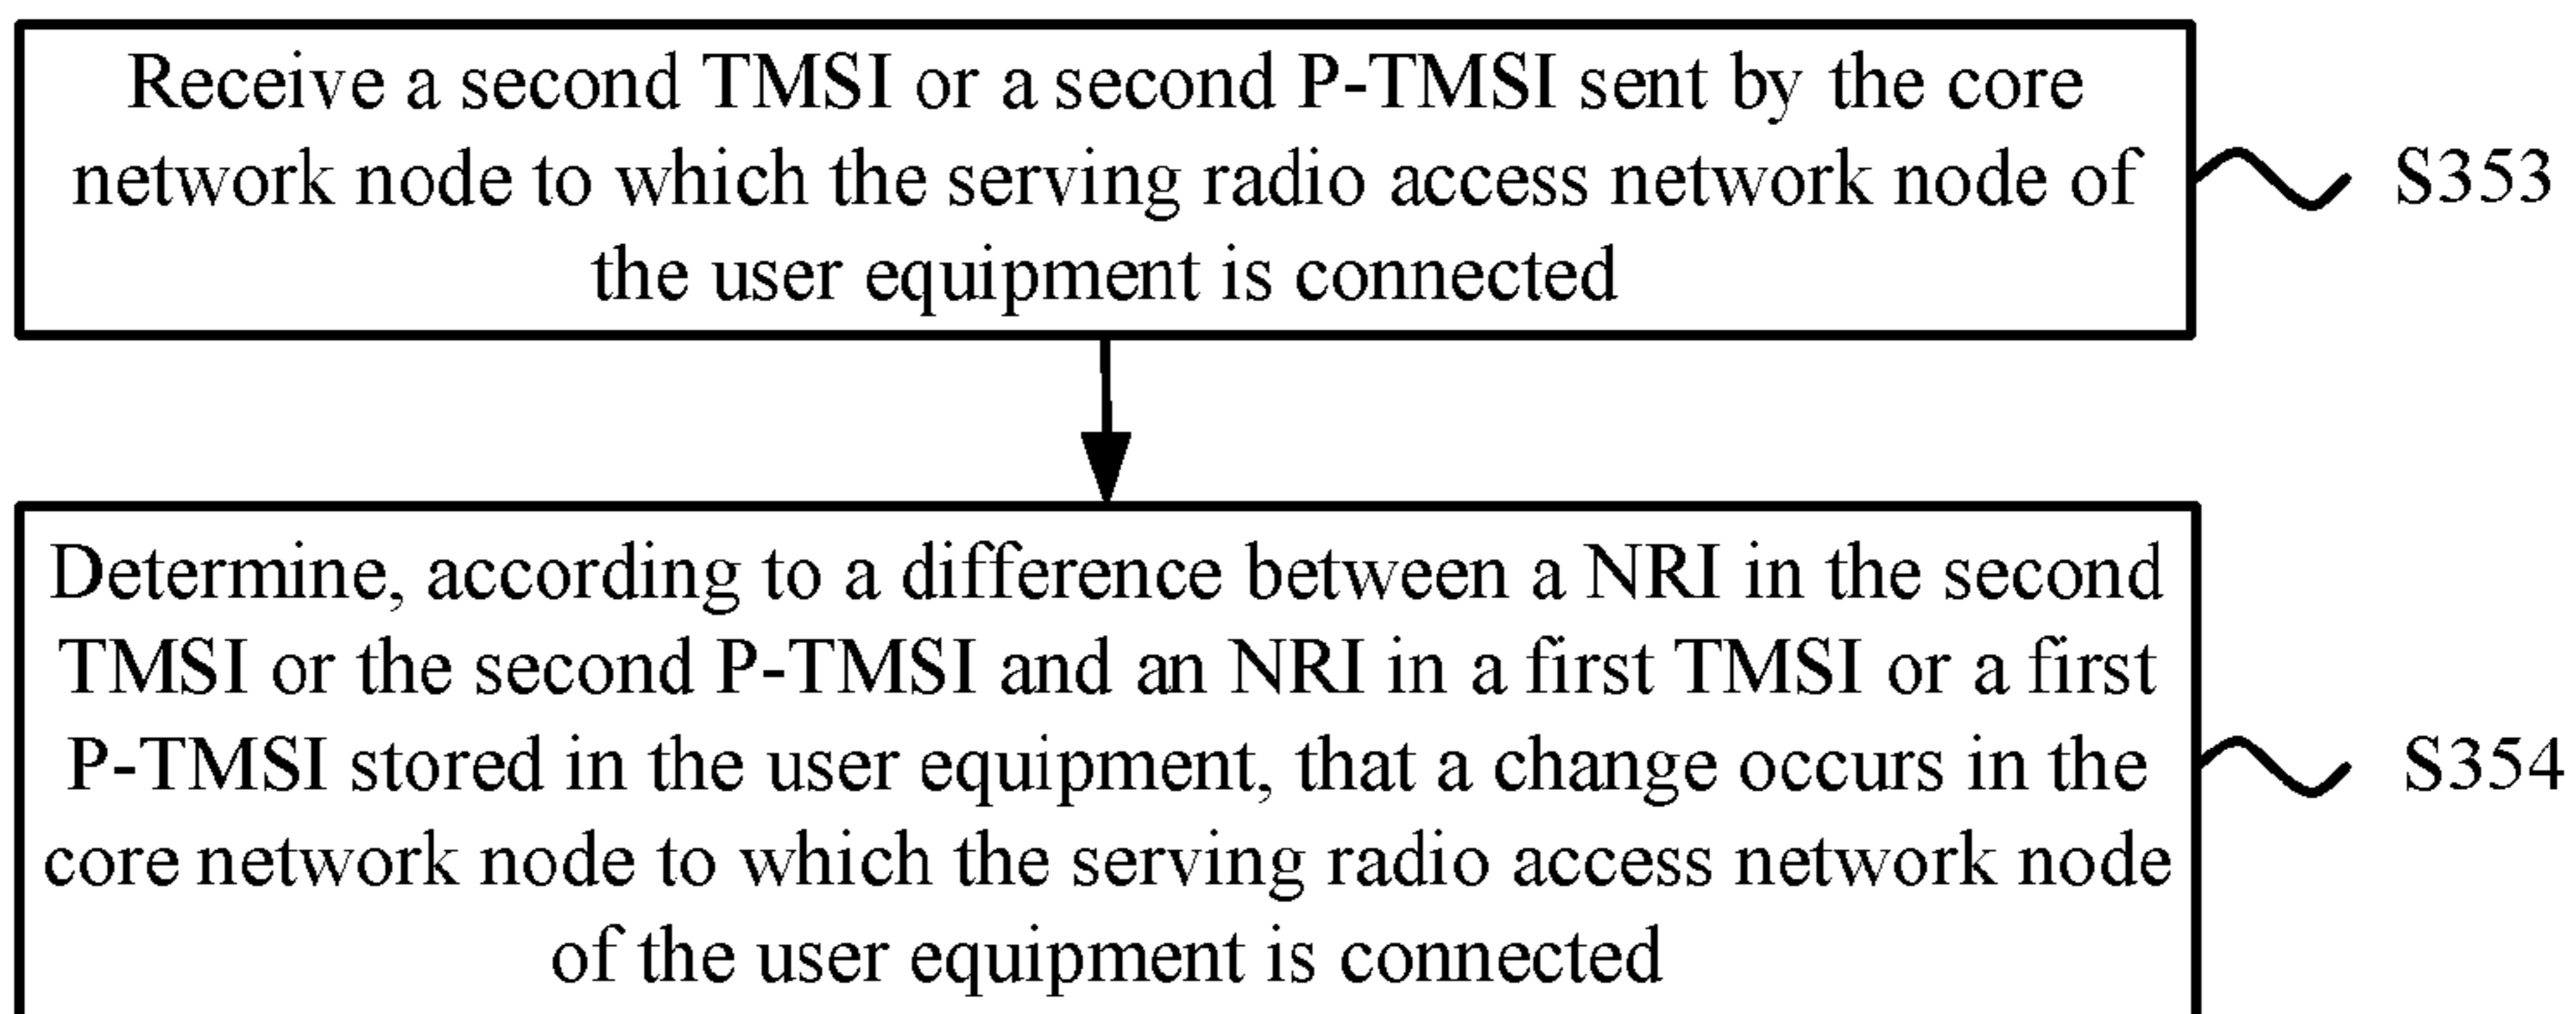 Receive a second TMSI or a second P-TMSI sent by the core
network node to which the serving radio access network node of
the user equipment is connected
S353
Determine, according to a difference between a NRI in the second
TMSI or the second P-TMSI and an NRI in a first TMSI or a first
P-TMSI stored in the user equipment, that a change occurs in the
core network node to which the serving radio access network node
of the user equipment is connected
S354